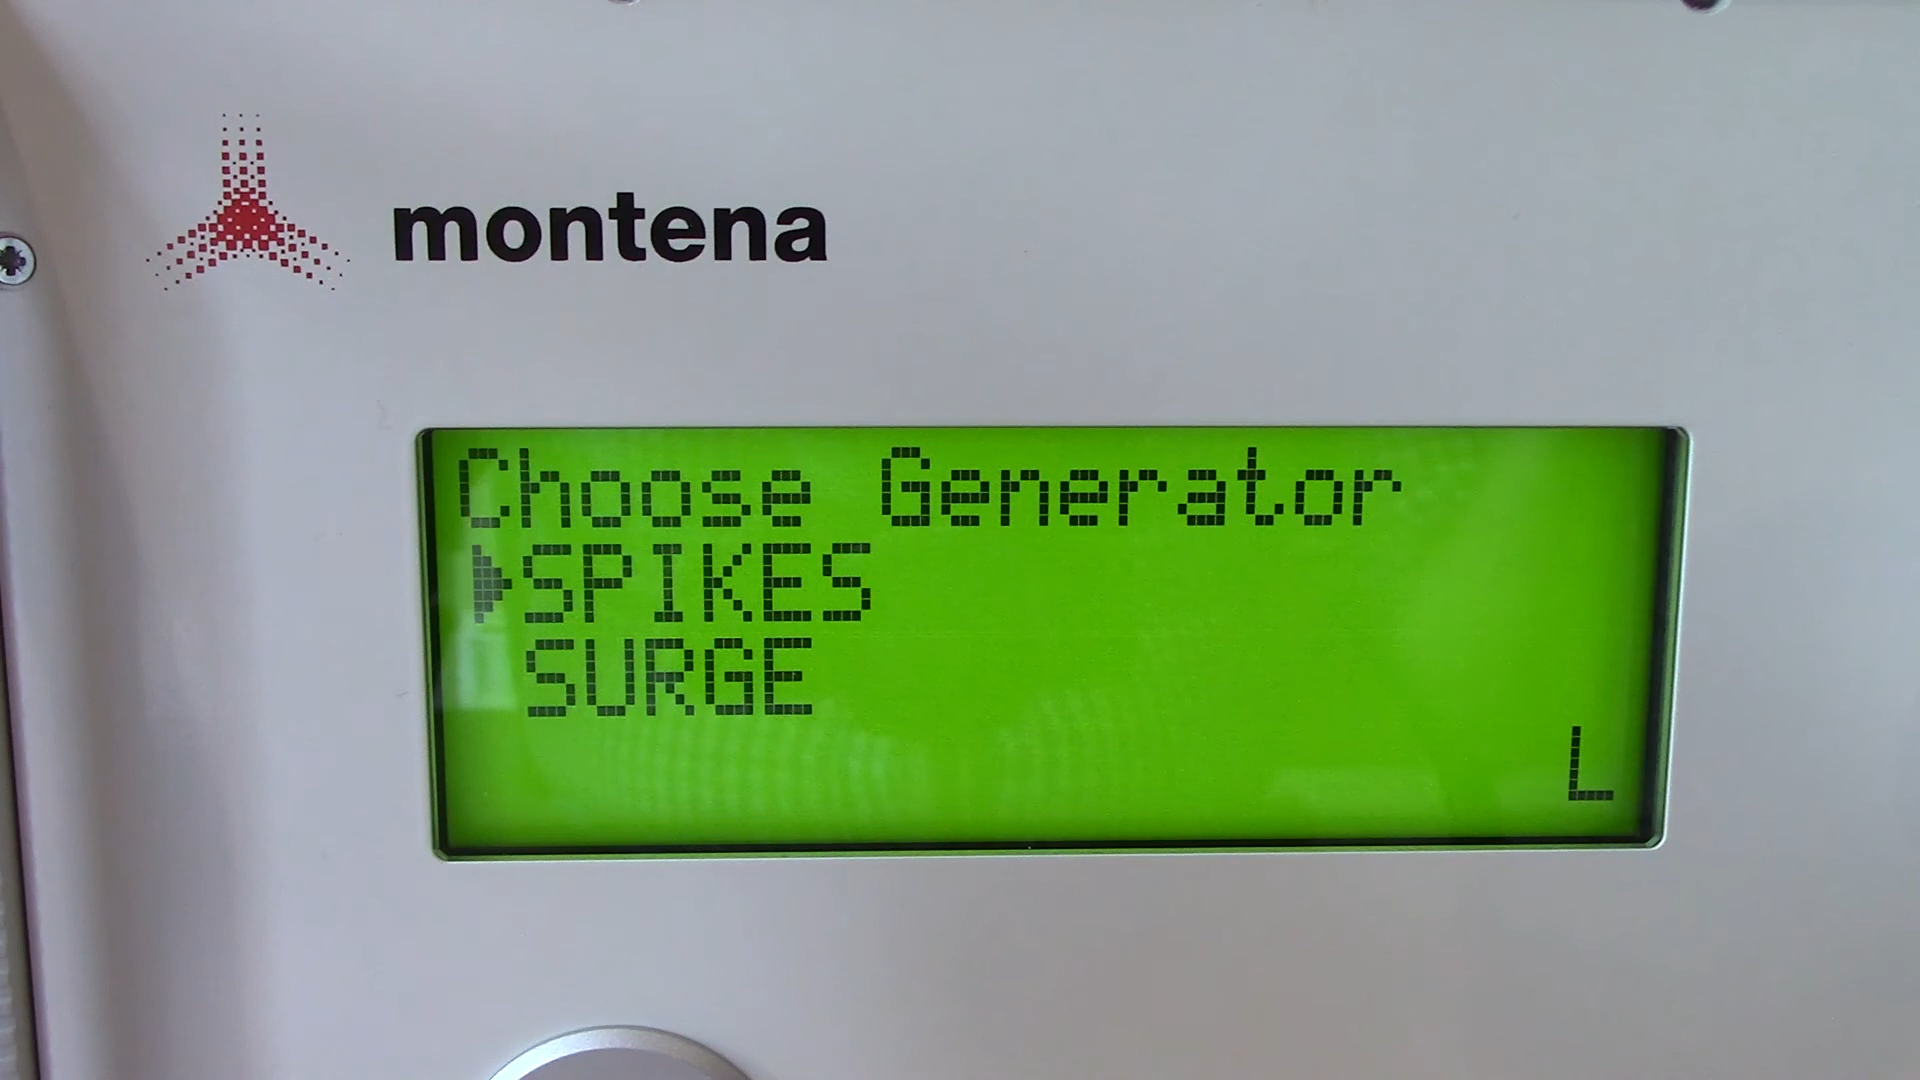 montena
Choose Generator
▶SPIKES
SURGE
L